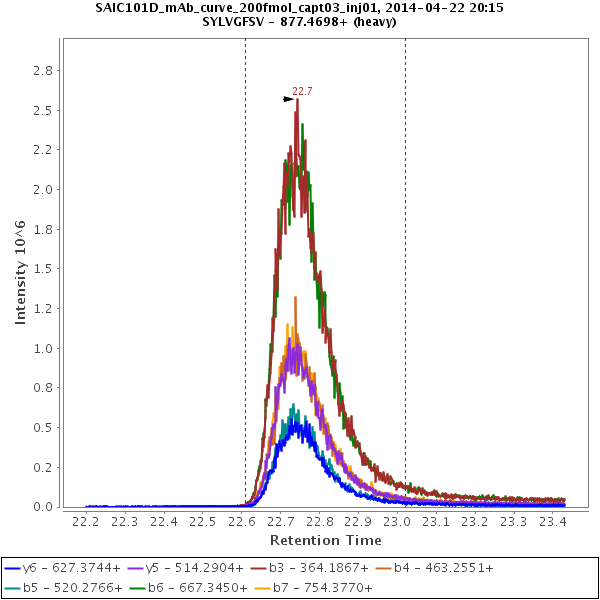 SAIC101D_mAb_curve_200fmol_capt03_inj01, 2014-04-22 20:15
SYLVGFSV - 877.4698+ (heavy)
22.7
2.8
2.5
2.2
2.0
1.8
1.5
1.2
1.0
0.8
0.5
0.2
0.0
Intensity 10^6
22.2 22.3 22.4 22.5 22.6 22.7 22.8 22.9 23.0 23.1 23.2 23.3 23.4
Retention Time
y6 - 627.3744+ y5 - 514.2904+ b3 - 364.1867+ b4 - 463.2551+
b5 - 520.2766+ b6 - 667.3450+ b7 - 754.3770+